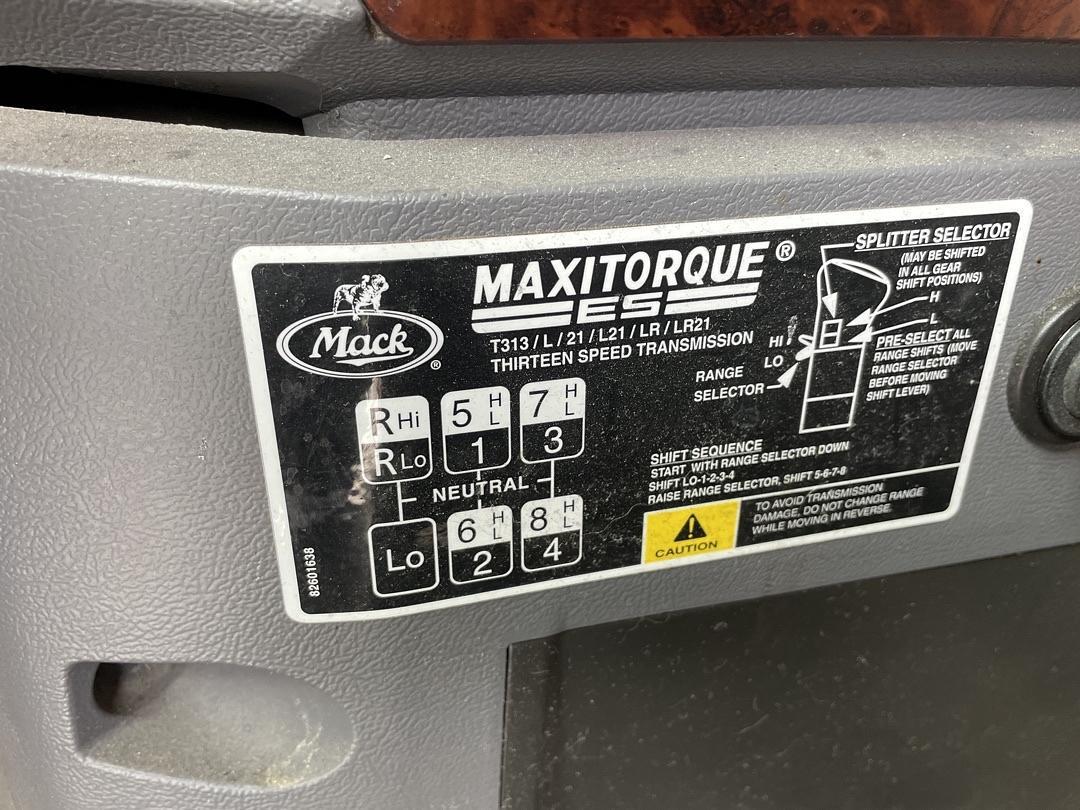 MAXITORQUE ®
ES
T313 / L / 21 / L21 / LR / LR21
THIRTEEN SPEED TRANSMISSION
Mack ®
SPLITTER SELECTOR
(MAY BE SHIFTED
IN ALL GEAR
SHIFT POSITIONS)
H
L
HI
LO
RANGE
SELECTOR
PRE-SELECT ALL
RANGE SHIFTS (MOVE
RANGE SELECTOR
BEFORE MOVING
SHIFT LEVER)
R Hi 5 H L 7 H L
R Lo 1 3
NEUTRAL
6 H L 8 H L
Lo 2 4
SHIFT SEQUENCE
START WITH RANGE SELECTOR DOWN
SHIFT LO-1-2-3-4
RAISE RANGE SELECTOR, SHIFT 5-6-7-8
CAUTION
TO AVOID TRANSMISSION
DAMAGE, DO NOT CHANGE RANGE
WHILE MOVING IN REVERSE.
82601638